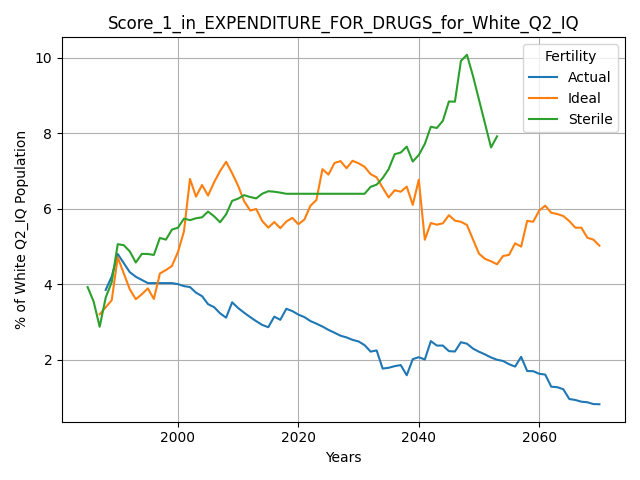 Score_1_in_EXPENDITURE_FOR_DRUGS_for_White_Q2_IQ
% of White Q2_IQ Population
10
8
6
4
2
Fertility
Actual
Ideal
Sterile
2000
2020
2040
2060
Years